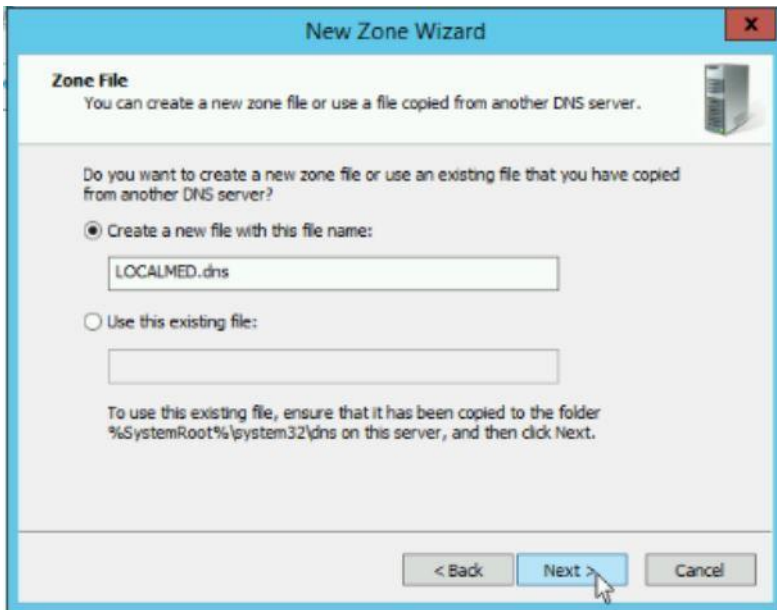 New Zone Wizard
x
Zone File
You can create a new zone file or use a file copied from another DNS server.
Do you want to create a new zone file or use an existing file that you have copied
from another DNS server?
Create a new file with this file name:
LOCALMED.dns
Use this existing file:
To use this existing file, ensure that it has been copied to the folder
%SystemRoot%\system32\dns on this server, and then click Next.
< Back Next > Cancel